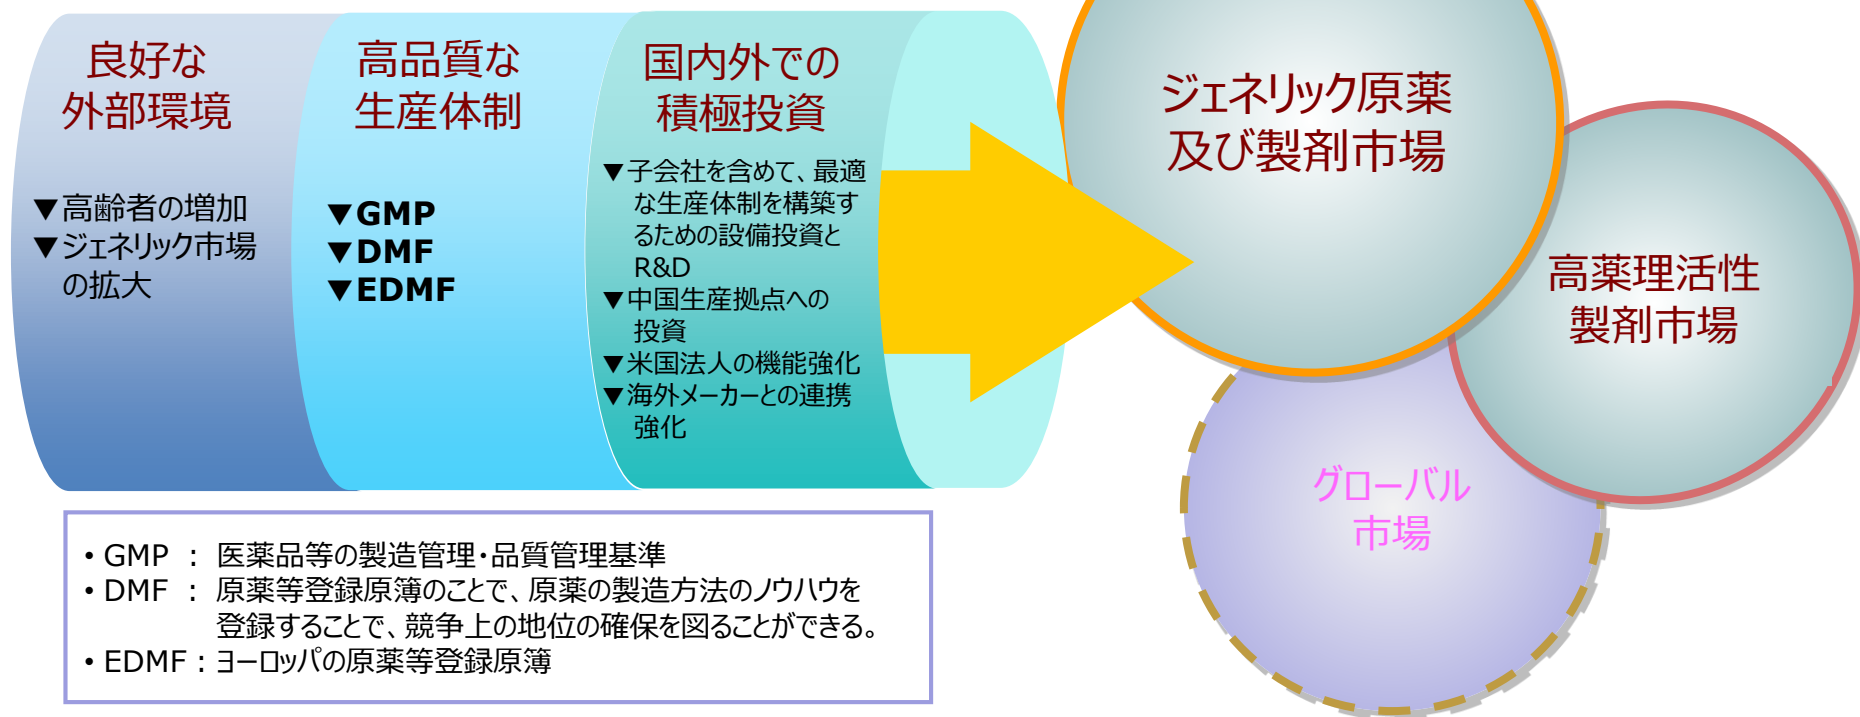 良好な
外部環境
▼高齢者の増加
▼ジェネリック市場
の拡大
高品質な
生産体制
▼GMP
▼DMF
▼EDMF
国内外での
積極投資
▼子会社を含めて、最適
な生産体制を構築す
るための設備投資と
R&D
▼中国生産拠点への
投資
▼米国法人の機能強化
▼海外メーカーとの連携
強化
ジェネリック原薬
及び製剤市場
高薬理活性
製剤市場
グローバル
市場
・GMP ： 医薬品等の製造管理・品質管理基準
・DMF ： 原薬等登録原簿のことで、原薬の製造方法のノウハウを
登録することで、競争上の地位の確保を図ることができる。
・EDMF：ヨーロッパの原薬等登録原簿